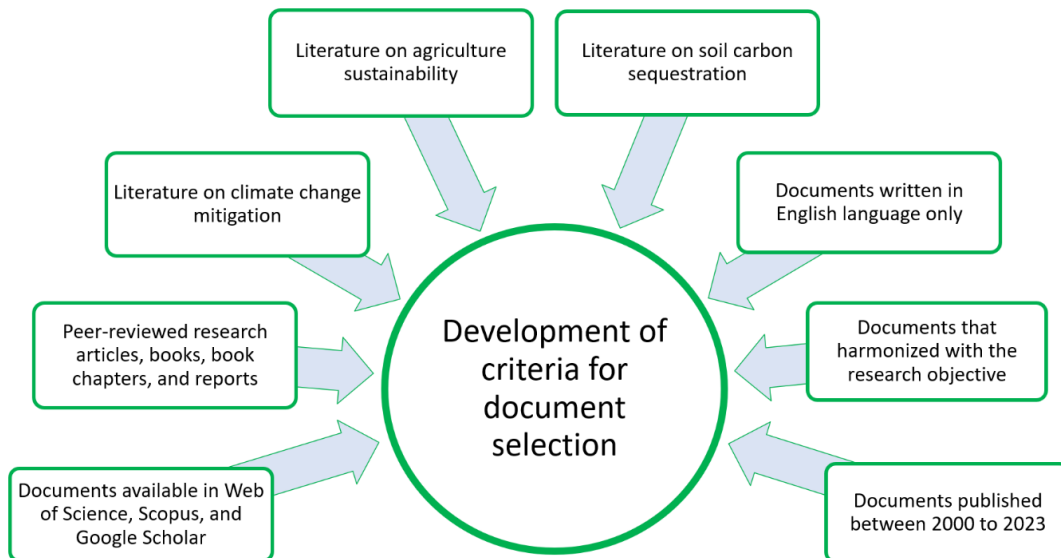 Literature on agriculture
sustainability
Literature on soil carbon
sequestration
Literature on climate change
mitigation
Documents written in
English language only
Peer-reviewed research
articles, books, book
chapters, and reports
Development of
criteria for
document
selection
Documents that
harmonized with the
research objective
Documents available in Web
of Science, Scopus, and
Google Scholar
Documents published
between 2000 to 2023